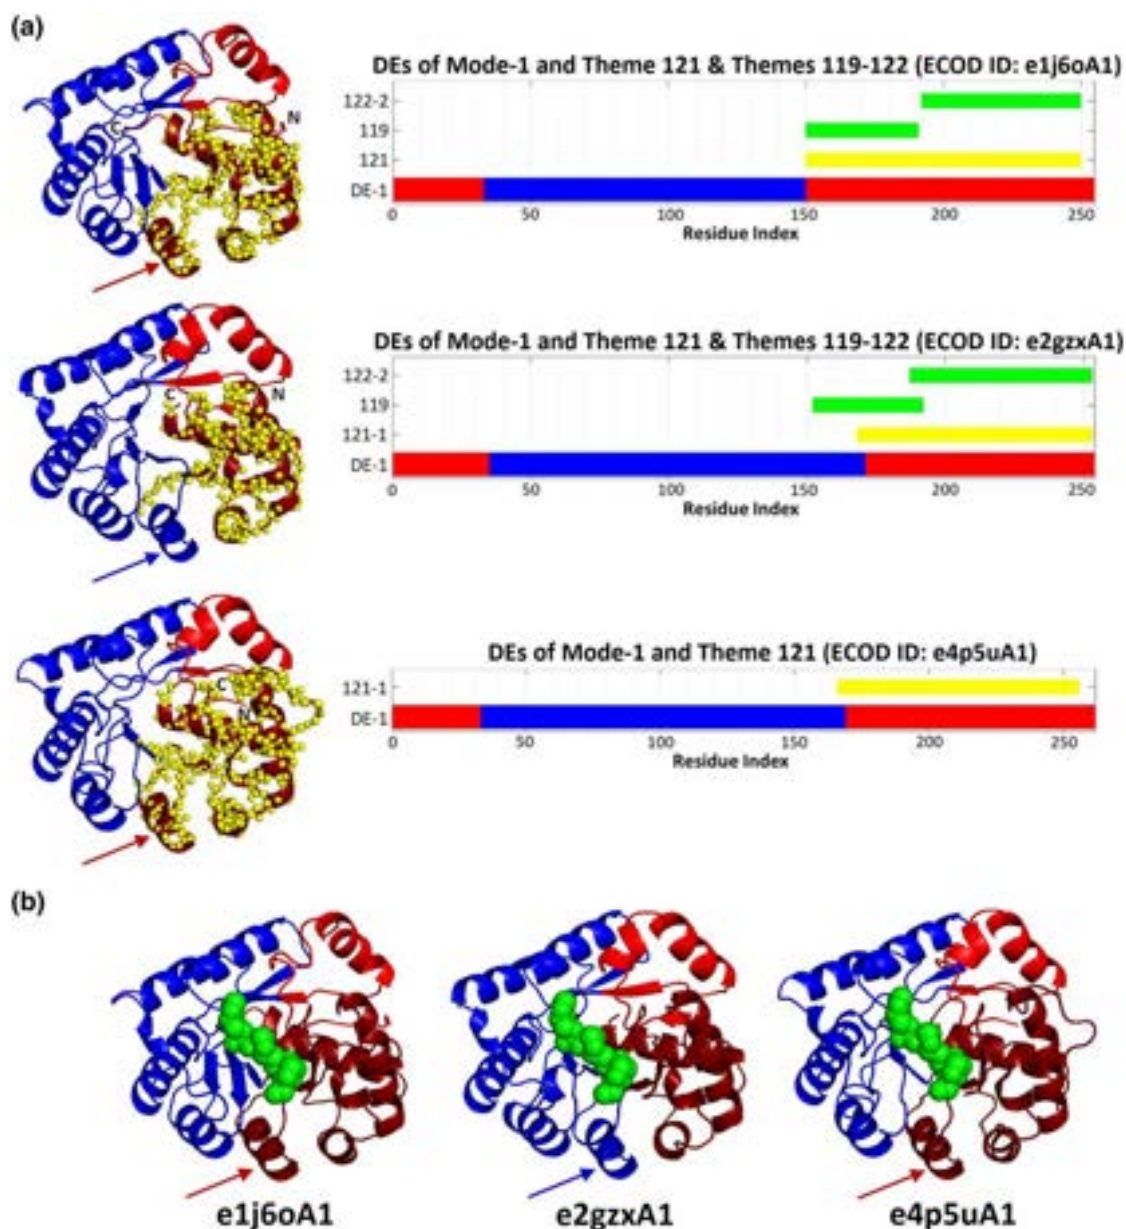 (a)
DEs of Mode-1 and Theme 121 & Themes 119-122 (ECOD ID: e1j6oA1)
122-2
119
121
DE-1
0 50 100 150 200 250
Residue Index
C N
DEs of Mode-1 and Theme 121 & Themes 119-122 (ECOD ID: e2gzxA1)
122-2
119
121-1
DE-1
0 50 100 150 200 250
Residue Index
C N
DEs of Mode-1 and Theme 121 (ECOD ID: e4p5uA1)
121-1
DE-1
0 50 100 150 200 250
Residue Index
C
N
(b)
e1j6oA1 e2gzxA1 e4p5uA1